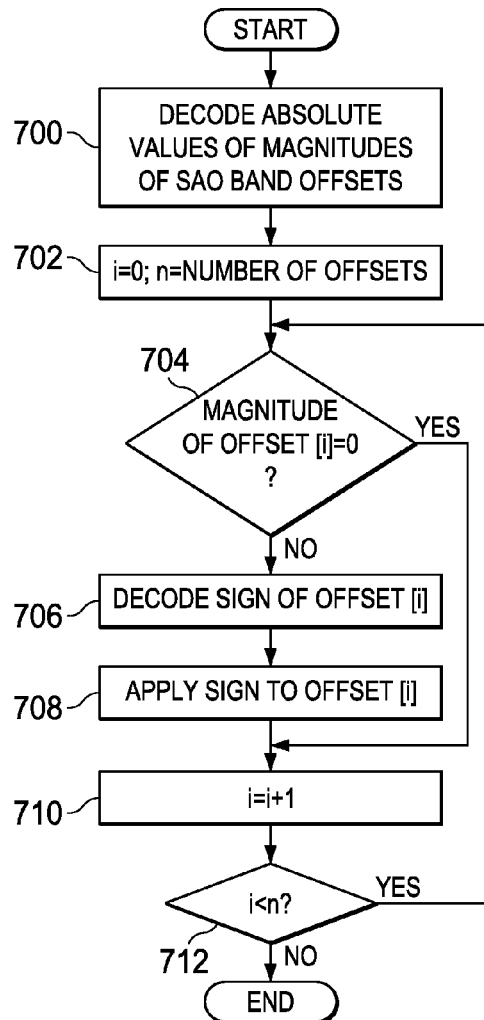 START
700
DECODE ABSOLUTE
VALUES OF MAGNITUDES
OF SAO BAND OFFSETS
702
i=0; n=NUMBER OF OFFSETS
704
MAGNITUDE
OF OFFSET [i]=0
?
YES
NO
706
DECODE SIGN OF OFFSET [i]
708
APPLY SIGN TO OFFSET [i]
710
i=i+1
i<n?
YES
712
NO
END